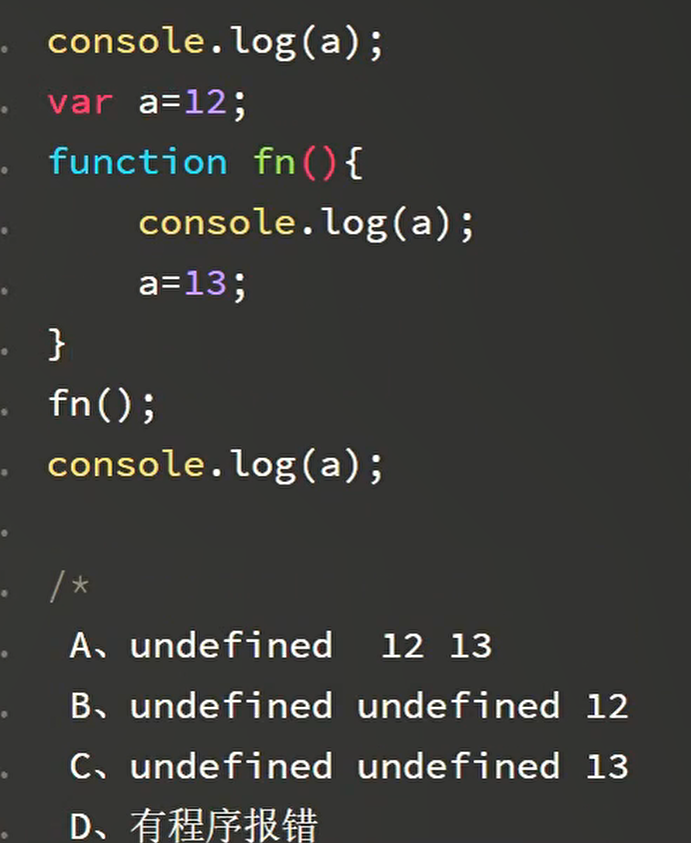 console.log(a);
var a=12;
function fn(){
    console.log(a);
    a=13;
}
fn();
console.log(a);
/*
A、undefined  12 13
B、undefined undefined 12
C、undefined undefined 13
D、有程序报错